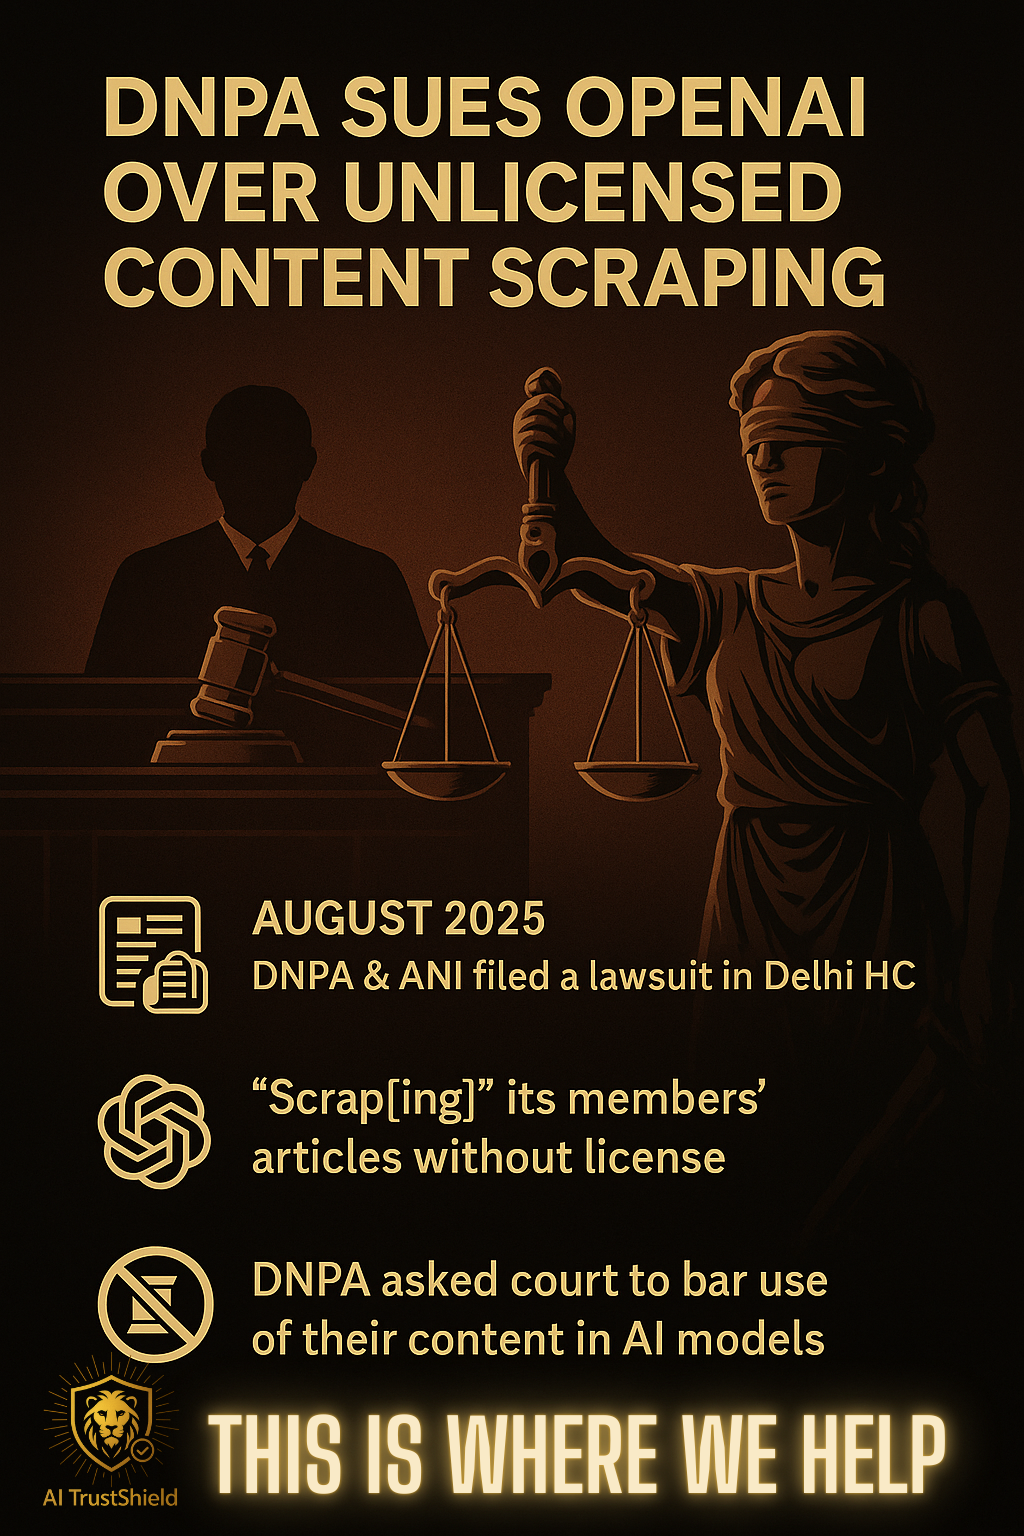 DNPA SUES OPENAI
OVER UNLICENSED
CONTENT SCRAPING
AUGUST 2025
DNPA & ANI filed a lawsuit in Delhi HC
“Scrap[ing]” its members’
articles without license
DNPA asked court to bar use
of their content in AI models
AI TrustShield
THIS IS WHERE WE HELP